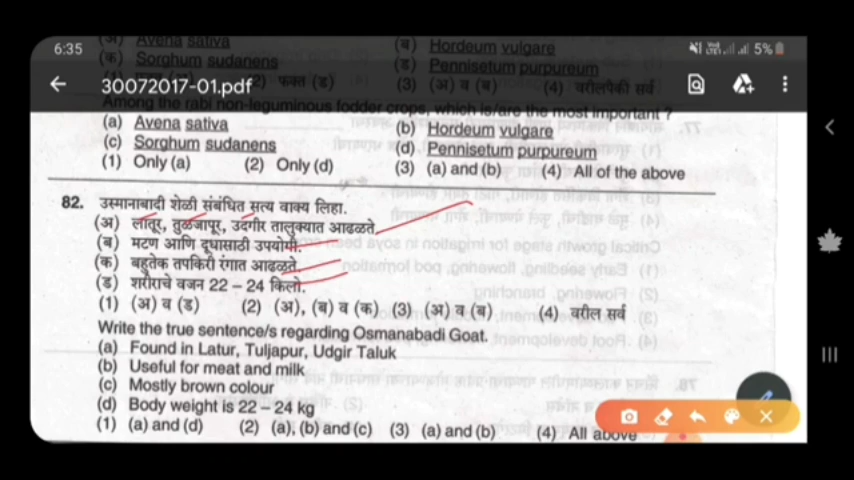 6:35
5%
(अ) Avena sativa (ब) Hordeum vulgare
(क) Sorghum sudanens (ड) Pennisetum purpureum
(2) फक्त (ड) (3) (अ) व (ब) (4) वरीलपैकी सर्व
30072017-01.pdf
Among the rabi non-leguminous fodder crops, which is/are the most important ?
(a) Avena sativa (b) Hordeum vulgare
(c) Sorghum sudanens (d) Pennisetum purpureum
(1) Only (a) (2) Only (d) (3) (a) and (b) (4) All of the above
82. उस्मानाबादी शेळी संबंधित सत्य वाक्य लिहा.
(अ) लातूर, तुळजापूर, उदगीर तालुक्यात आढळते.
(ब) मटण आणि दूधासाठी उपयोगी.
(क) बहुतेक तपकिरी रंगात आढळते.
(ड) शरीराचे वजन 22 – 24 किलो.
(1) (अ) व (ड) (2) (अ), (ब) व (क) (3) (अ) व (ब) (4) वरील सर्व
Write the true sentence/s regarding Osmanabadi Goat.
(a) Found in Latur, Tuljapur, Udgir Taluk
(b) Useful for meat and milk
(c) Mostly brown colour
(d) Body weight is 22 – 24 kg
(1) (a) and (d) (2) (a), (b) and (c) (3) (a) and (b) (4) All above